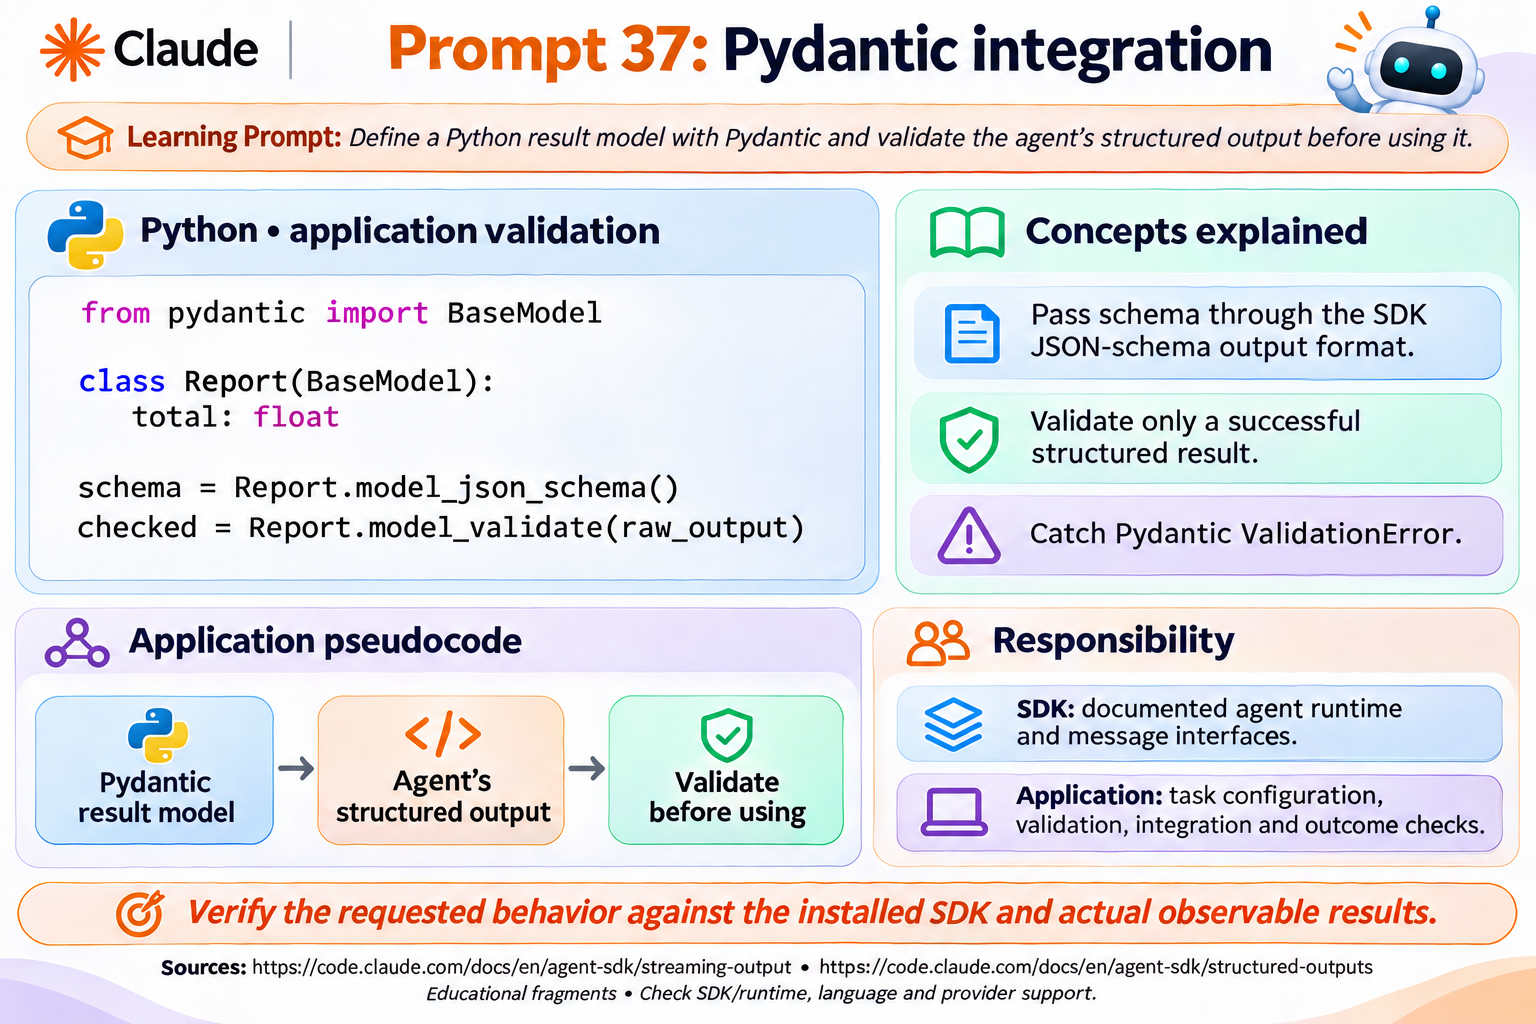 Claude
Prompt 37: Pydantic integration
Learning Prompt: Define a Python result model with Pydantic and validate the agent's structured output before using it.
Python • application validation
from pydantic import BaseModel
class Report(BaseModel):
total: float
schema = Report.model_json_schema()
checked = Report.model_validate(raw_output)
Concepts explained
Pass schema through the SDK
JSON-schema output format.
Validate only a successful
structured result.
Catch Pydantic ValidationError.
Application pseudocode
Pydantic
result model
Agent's
structured output
Validate
before using
Responsibility
SDK: documented agent runtime
and message interfaces.
Application: task configuration,
validation, integration and outcome checks.
Verify the requested behavior against the installed SDK and actual observable results.
Sources: https://code.claude.com/docs/en/agent-sdk/streaming-output • https://code.claude.com/docs/en/agent-sdk/structured-outputs
Educational fragments • Check SDK/runtime, language and provider support.